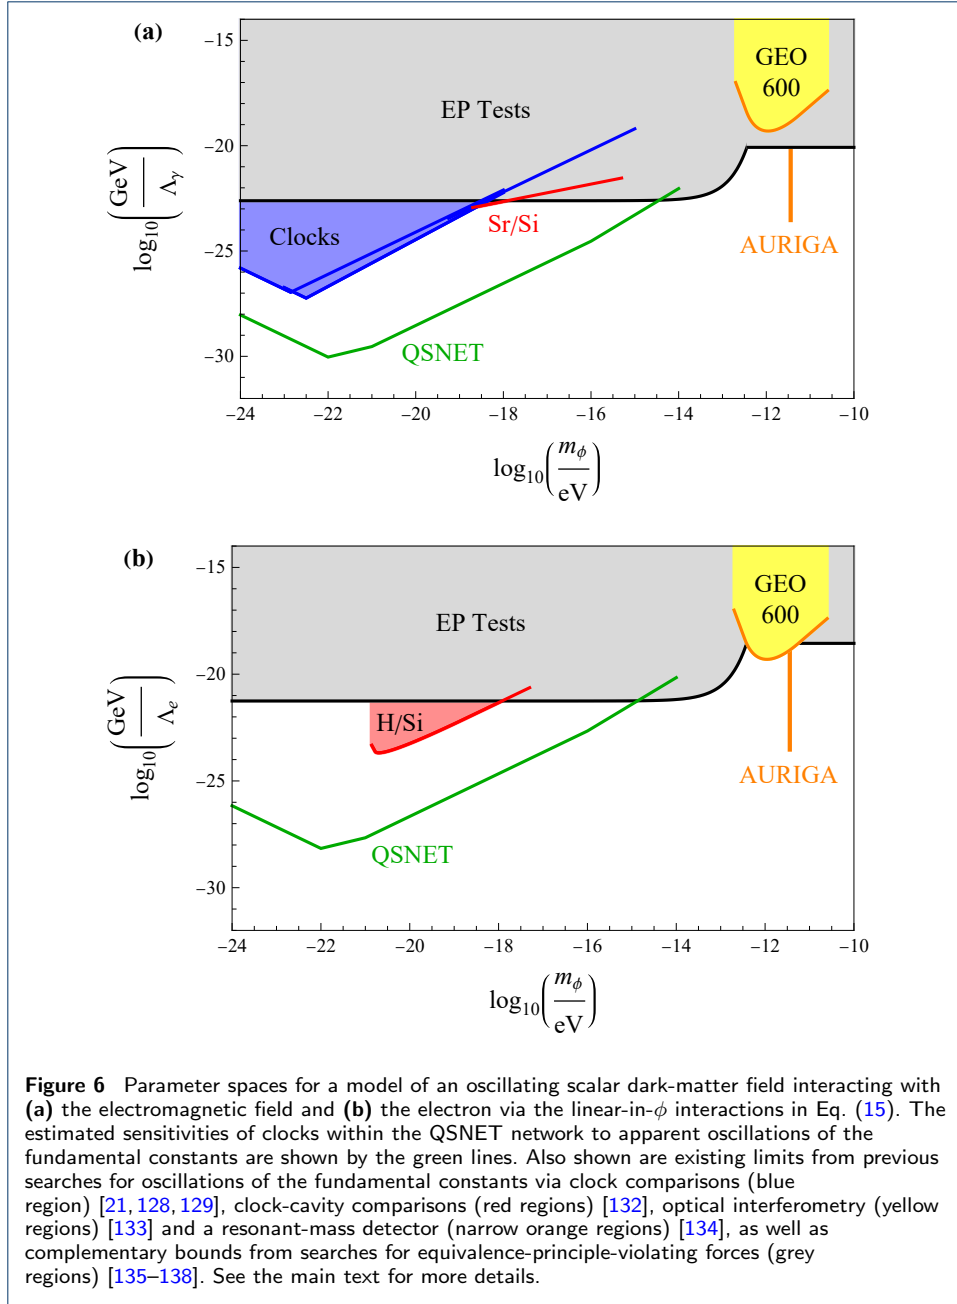 (a)
−15
−20
−25
−30
log10(GeV/Λγ)
EP Tests
GEO
600
Clocks
Sr/Si
AURIGA
QSNET
−24 −22 −20 −18 −16 −14 −12 −10
log10(mϕ/eV)
(b)
−15
−20
−25
−30
log10(GeV/Λe)
EP Tests
GEO
600
H/Si
AURIGA
QSNET
−24 −22 −20 −18 −16 −14 −12 −10
log10(mϕ/eV)
Figure 6 Parameter spaces for a model of an oscillating scalar dark-matter field interacting with
(a) the electromagnetic field and (b) the electron via the linear-in-ϕ interactions in Eq. (15). The
estimated sensitivities of clocks within the QSNET network to apparent oscillations of the
fundamental constants are shown by the green lines. Also shown are existing limits from previous
searches for oscillations of the fundamental constants via clock comparisons (blue
region) [21, 128, 129], clock-cavity comparisons (red regions) [132], optical interferometry (yellow
regions) [133] and a resonant-mass detector (narrow orange regions) [134], as well as
complementary bounds from searches for equivalence-principle-violating forces (grey
regions) [135–138]. See the main text for more details.